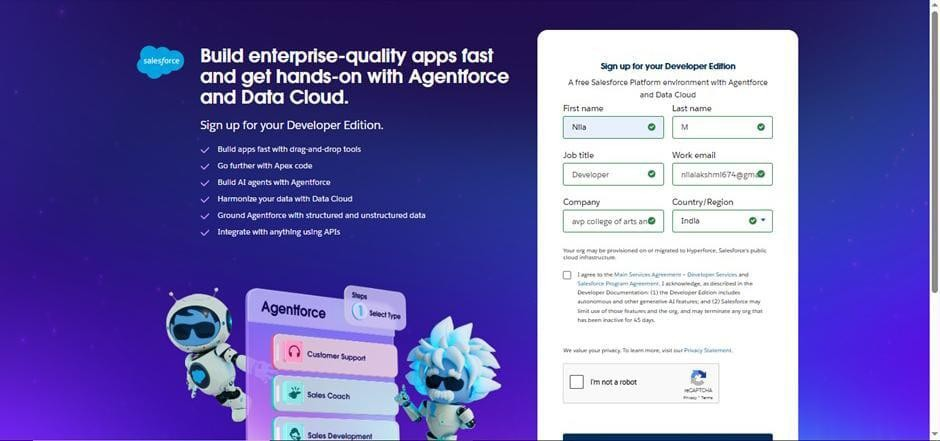 salesforce
Build enterprise-quality apps fast
and get hands-on with Agentforce
and Data Cloud.
Sign up for your Developer Edition.
Build apps fast with drag-and-drop tools
Go further with Apex code
Build AI agents with Agentforce
Harmonize your data with Data Cloud
Ground Agentforce with structured and unstructured data
Integrate with anything using APIs
Agentforce
Steps
1 Select Type
Customer Support
Sales Coach
Sales Development
Sign up for your Developer Edition
A free Salesforce Platform environment with Agentforce
and Data Cloud
First name Last name
Nila M
Job title Work email
Developer nilalakshmi674@gma
Company Country/Region
avp college of arts an India
Your org may be provisioned on or migrated to Hyperforce, Salesforce's public
cloud infrastructure.
I agree to the Main Services Agreement – Developer Services and
Salesforce Program Agreement. I acknowledge, as described in the
Developer Documentation: (1) the Developer Edition includes
autonomous and other generative AI features; and (2) Salesforce may
limit use of those features and the org, and may terminate any org that
has been inactive for 45 days.
We value your privacy. To learn more, visit our Privacy Statement.
I'm not a robot
reCAPTCHA
Privacy - Terms